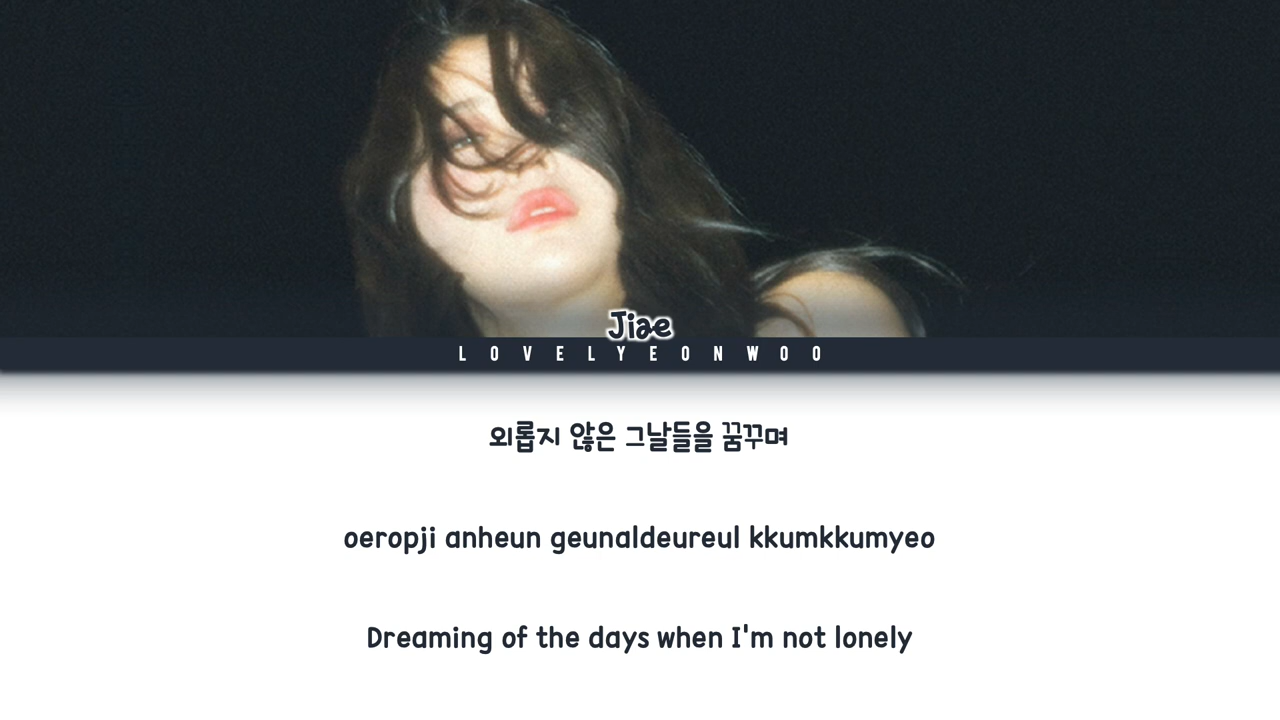 Jiae
LOVELYEONWOO
외롭지 않은 그날들을 꿈꾸며
oeropji anheun geunaldeureul kkumkkumyeo
Dreaming of the days when I'm not lonely